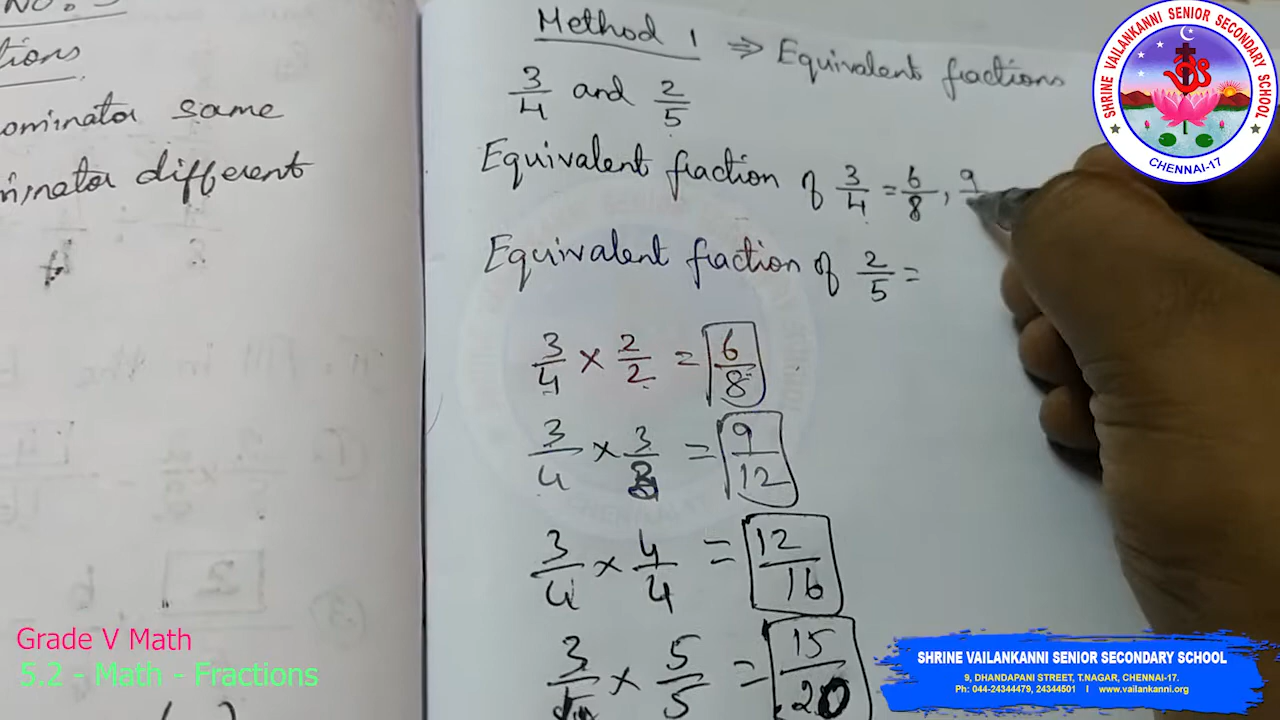 tions
ominator same
minator different
Method 1 ⇒ Equivalent fractions
3/4 and 2/5
Equivalent fraction of 3/4 = 6/8, 9
Equivalent fraction of 2/5 =
3/4 × 2/2 = 6/8
3/4 × 3/3 = 9/12
3/4 × 4/4 = 12/16
3/4 × 5/5 = 15/20
SHRINE VAILANKANNI SENIOR SECONDARY SCHOOL
CHENNAI-17
Grade V Math
5.2 - Math - Fractions
SHRINE VAILANKANNI SENIOR SECONDARY SCHOOL
9, DHANDAPANI STREET, T.NAGAR, CHENNAI-17.
Ph: 044-24344479, 24344501 I www.vailankanni.org